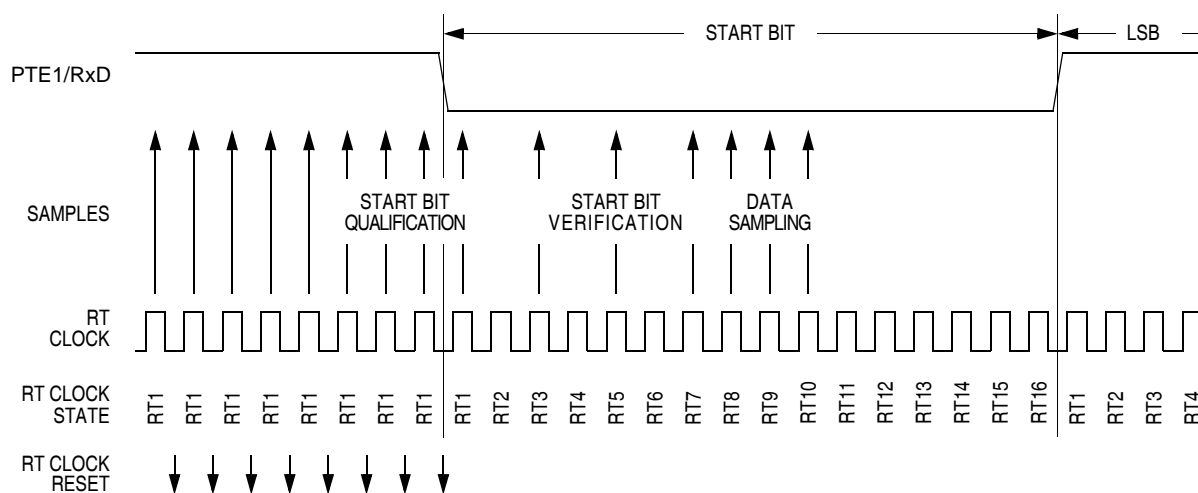 START BIT
LSB
PTE1/RxD
SAMPLES
START BIT
QUALIFICATION
START BIT
VERIFICATION
DATA
SAMPLING
RT
CLOCK
RT CLOCK
STATE
RT1 RT1 RT1 RT1 RT1 RT1 RT1 RT1 RT1 RT2 RT3 RT4 RT5 RT6 RT7 RT8 RT9 RT10 RT11 RT12 RT13 RT14 RT15 RT16 RT1 RT2 RT3 RT4
RT CLOCK
RESET